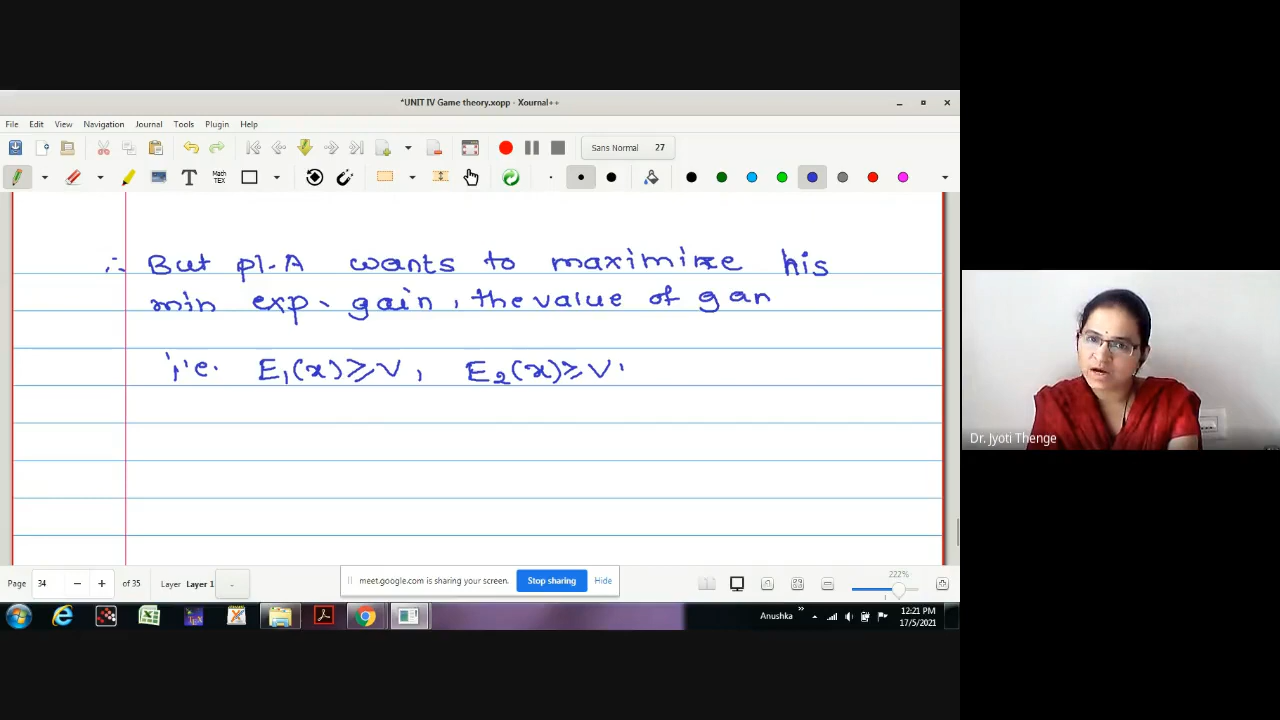 *UNIT IV Game theory.xopp - Xournal++
File Edit View Navigation Journal Tools Plugin Help
Sans Normal 27
T Math TEX
∴ But pl-A wants to maximize his
min exp. gain, the value of gan
i.e. E₁(x) ≥ V, E₂(x) ≥ V.
Dr. Jyoti Thenge
Page 34 − + of 35 Layer Layer 1
meet.google.com is sharing your screen. Stop sharing Hide
222%
Anushka
12:21 PM
17/5/2021